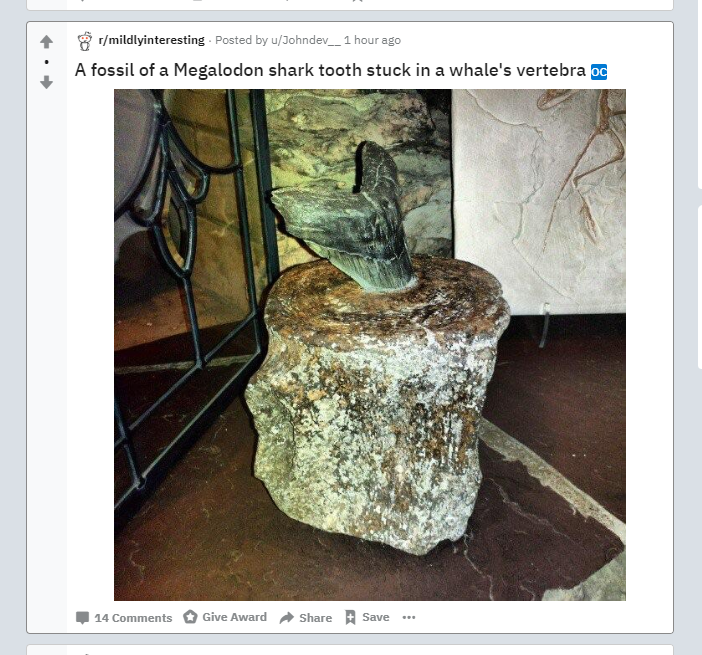 r/mildlyinteresting · Posted by u/Johndev__ 1 hour ago
A fossil of a Megalodon shark tooth stuck in a whale's vertebra OC
14 Comments Give Award Share Save ···